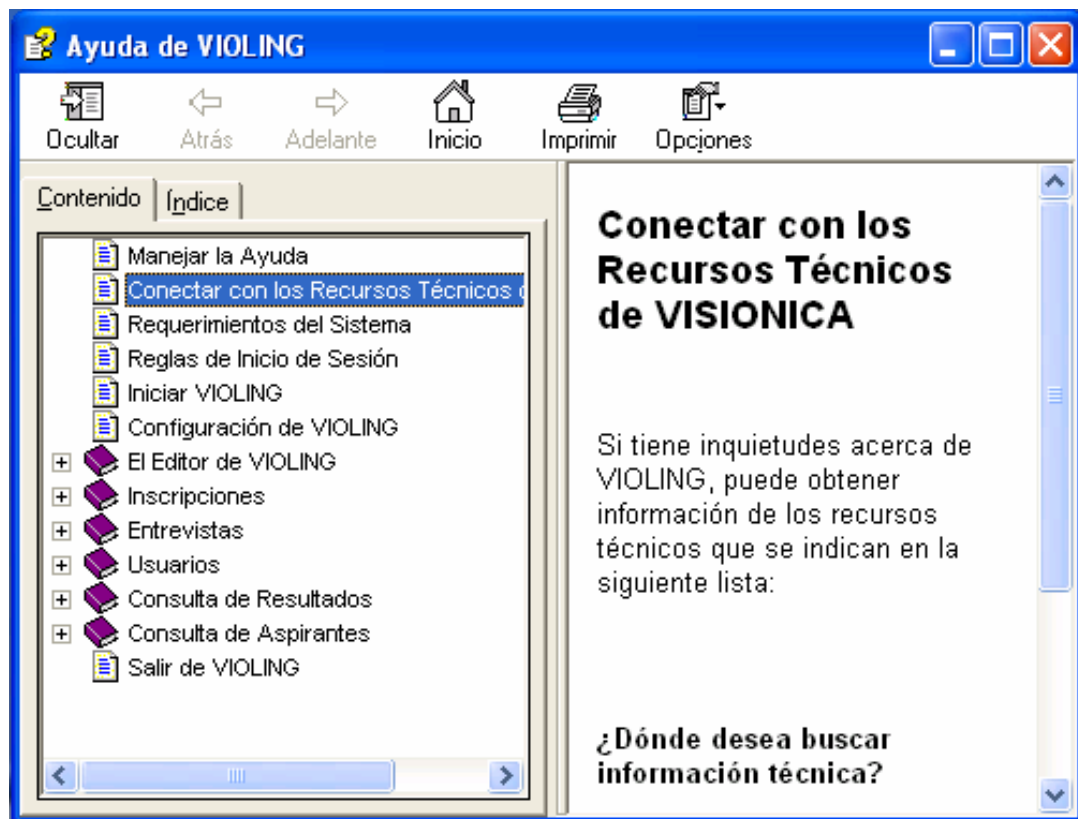 Ayuda de VIOLING
Ocultar Atrás Adelante Inicio Imprimir Opciones
Contenido Índice
Manejar la Ayuda
Conectar con los Recursos Técnicos
Requerimientos del Sistema
Reglas de Inicio de Sesión
Iniciar VIOLING
Configuración de VIOLING
El Editor de VIOLING
Inscripciones
Entrevistas
Usuarios
Consulta de Resultados
Consulta de Aspirantes
Salir de VIOLING
Conectar con los
Recursos Técnicos
de VISIONICA
Si tiene inquietudes acerca de
VIOLING, puede obtener
información de los recursos
técnicos que se indican en la
siguiente lista:
¿Dónde desea buscar
información técnica?